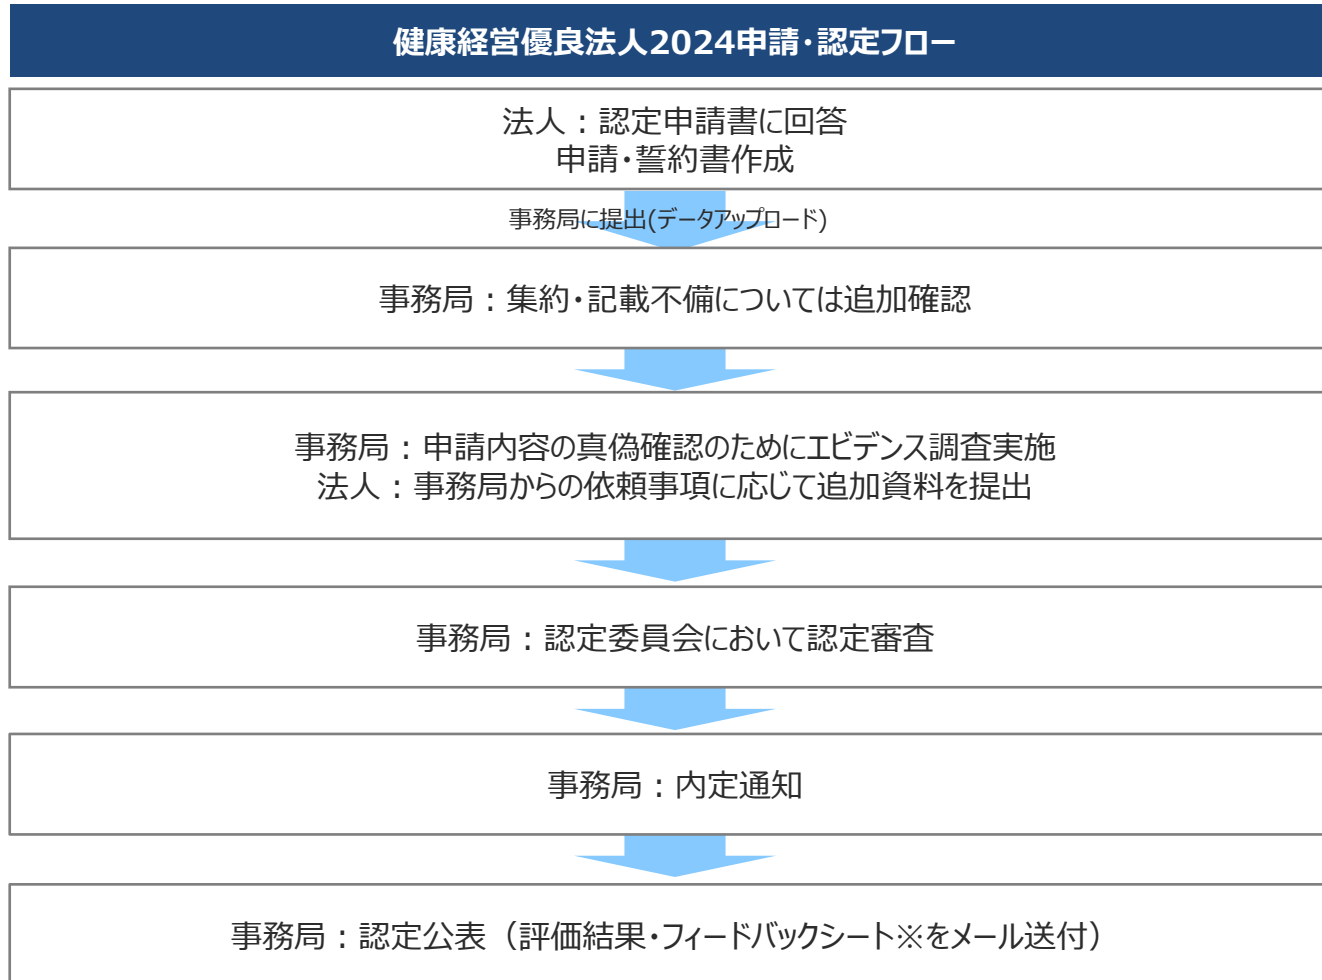 健康経営優良法人2024申請・認定フロー
法人：認定申請書に回答
申請・誓約書作成
事務局に提出(データアップロード)
事務局：集約・記載不備については追加確認
事務局：申請内容の真偽確認のためにエビデンス調査実施
法人：事務局からの依頼事項に応じて追加資料を提出
事務局：認定委員会において認定審査
事務局：内定通知
事務局：認定公表（評価結果・フィードバックシート※をメール送付）